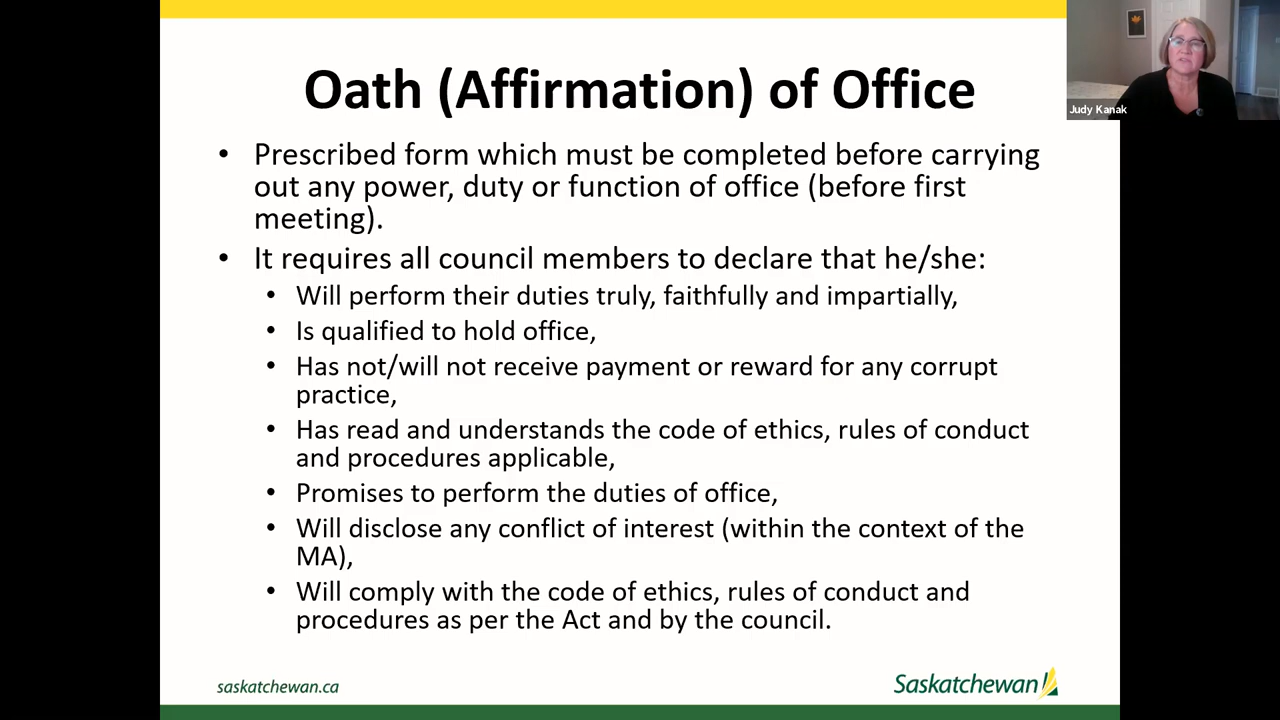 Oath (Affirmation) of Office
Judy Kanak
• Prescribed form which must be completed before carrying
out any power, duty or function of office (before first
meeting).
• It requires all council members to declare that he/she:
• Will perform their duties truly, faithfully and impartially,
• Is qualified to hold office,
• Has not/will not receive payment or reward for any corrupt
practice,
• Has read and understands the code of ethics, rules of conduct
and procedures applicable,
• Promises to perform the duties of office,
• Will disclose any conflict of interest (within the context of the
MA),
• Will comply with the code of ethics, rules of conduct and
procedures as per the Act and by the council.
saskatchewan.ca
Saskatchewan